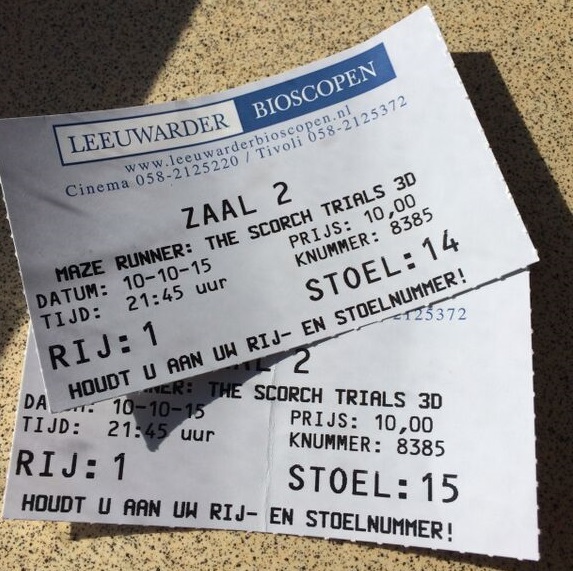 LEEUWARDER BIOSCOPEN
www.leeuwarderbioscopen.nl
Cinema 058-2125220 / Tivoli 058-2125372
ZAAL 2
MAZE RUNNER: THE SCORCH TRIALS 3D
DATUM: 10-10-15 PRIJS: 10,00
TIJD: 21:45 uur KNUMMER: 8385
RIJ: 1 STOEL: 14
HOUDT U AAN UW RIJ- EN STOELNUMMER!
2125372
2
THE SCORCH TRIALS 3D
10-10-15 PRIJS: 10,00
TIJD: 21:45 uur KNUMMER: 8385
RIJ: 1 STOEL: 15
HOUDT U AAN UW RIJ- EN STOELNUMMER!